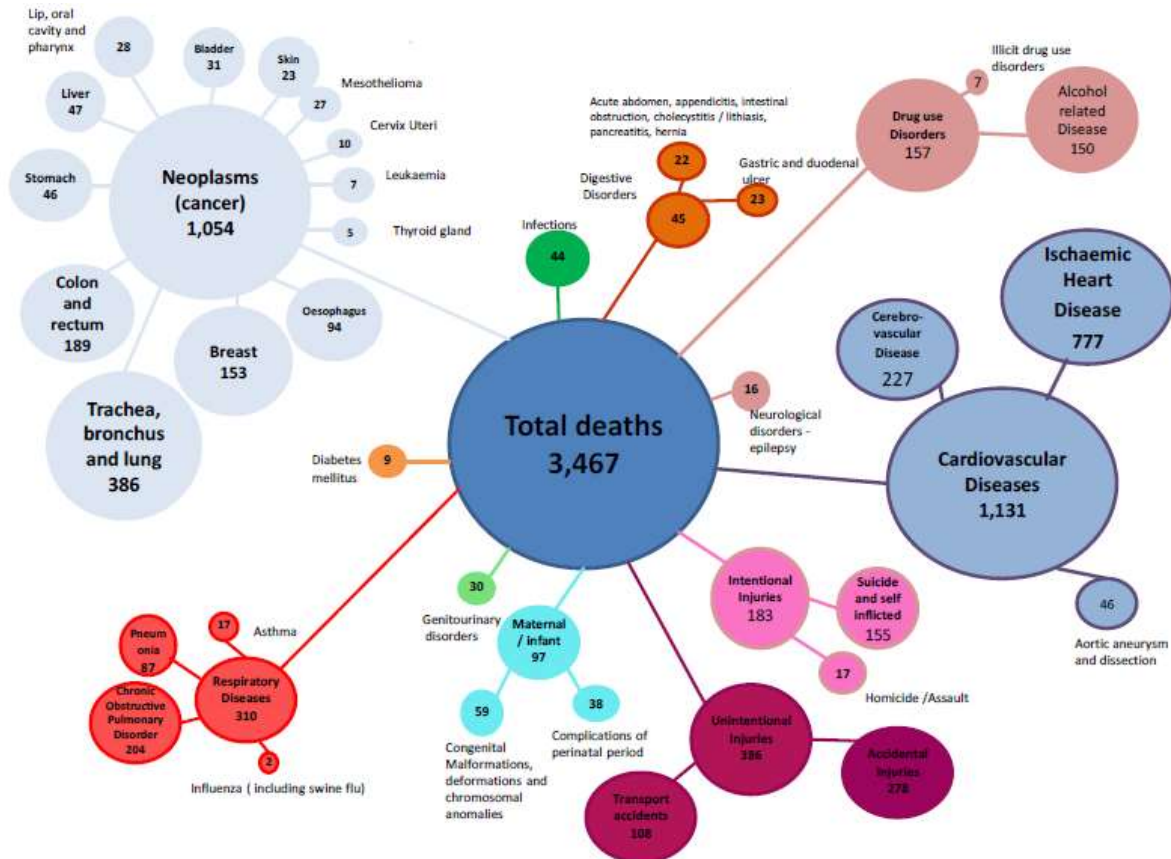 Lip, oral
cavity and
pharynx
28
Bladder
31
Skin
23
Mesothelioma
27
Liver
47
Cervix Uteri
10
Stomach
46
Neoplasms
(cancer)
1,054
7
Leukaemia
5
Thyroid gland
Colon
and
rectum
189
Breast
153
Oesophagus
94
Trachea,
bronchus
and lung
386
Infections
44
Acute abdomen, appendicitis, intestinal
obstruction, cholecystitis / lithiasis,
pancreatitis, hernia
22
Digestive
Disorders
45
Gastric and duodenal
ulcer
23
Illicit drug use
disorders
7
Drug use
Disorders
157
Alcohol
related
Disease
150
Ischaemic
Heart
Disease
777
Cerebro-
vascular
Disease
227
Cardiovascular
Diseases
1,131
46
Aortic aneurysm
and dissection
Total deaths
3,467
16
Neurological
disorders -
epilepsy
Diabetes
mellitus
9
30
Genitourinary
disorders
Maternal
/ infant
97
59
Congenital
Malformations,
deformations and
chromosomal
anomalies
38
Complications of
perinatal period
Intentional
Injuries
183
Suicide
and self
inflicted
155
17
Homicide /Assault
Unintentional
Injuries
386
Accidental
Injuries
278
Transport
accidents
108
17
Asthma
Pneum
onia
87
Respiratory
Diseases
310
Chronic
Obstructive
Pulmonary
Disorder
204
2
Influenza ( including swine flu)